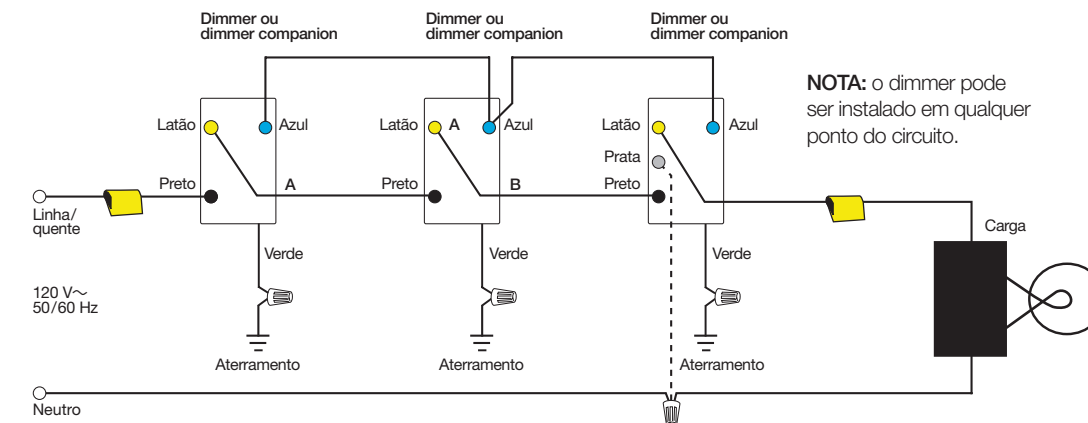 Dimmer ou
dimmer companion
Dimmer ou
dimmer companion
Dimmer ou
dimmer companion
NOTA: o dimmer pode
ser instalado em qualquer
ponto do circuito.
Latão
Azul
Latão
A
Azul
Latão
Azul
Prata
Preto
A
Preto
B
Preto
Linha/
quente
Carga
Verde
Verde
Verde
120 V~
50/60 Hz
Aterramento
Aterramento
Aterramento
Neutro